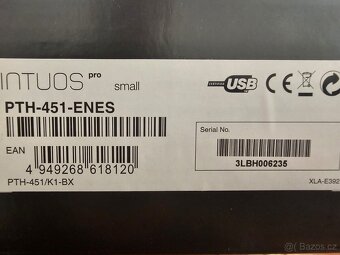 INTUOS pro small
CERTIFIED USB CE
PTH-451-ENES
Serial No.
3LBH006235
EAN
4 949268 618120
PTH-451/K1-BX
XLA-E392
Bazos.cz